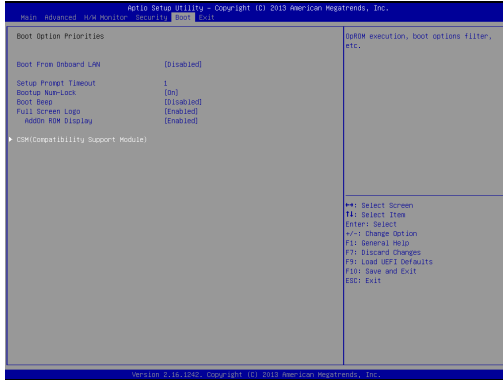 Aptio Setup Utility - Copyright (C) 2013 American Megatrends, Inc.
Main Advanced H/W Monitor Security Boot Exit
Boot Option Priorities
Boot From Onboard LAN [Disabled]
Setup Prompt Timeout 1
Bootup Num-Lock [On]
Boot Beep [Disabled]
Full Screen Logo [Enabled]
AddOn ROM Display [Enabled]
CSM(Compatibility Support Module)
OpROM execution, boot options filter,
etc.
↔: Select Screen
↑↓: Select Item
Enter: Select
+/-: Change Option
F1: General Help
F7: Discard Changes
F9: Load UEFI Defaults
F10: Save and Exit
ESC: Exit
Version 2.16.1242. Copyright (C) 2013 American Megatrends, Inc.